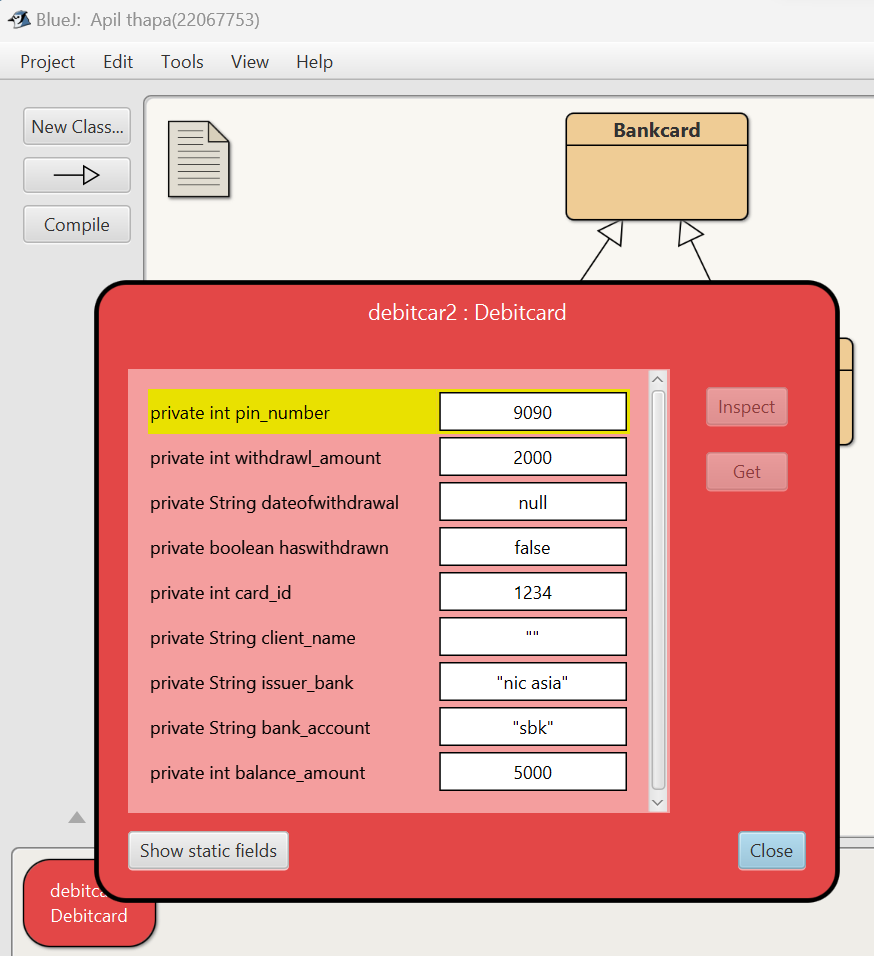 BlueJ:  Apil thapa(22067753)
Project Edit Tools View Help
New Class...
Compile
Bankcard
debitcar2 : Debitcard
private int pin_number 9090
private int withdrawl_amount 2000
private String dateofwithdrawal null
private boolean haswithdrawn false
private int card_id 1234
private String client_name ""
private String issuer_bank "nic asia"
private String bank_account "sbk"
private int balance_amount 5000
Inspect
Get
Show static fields
Close
Debitcard